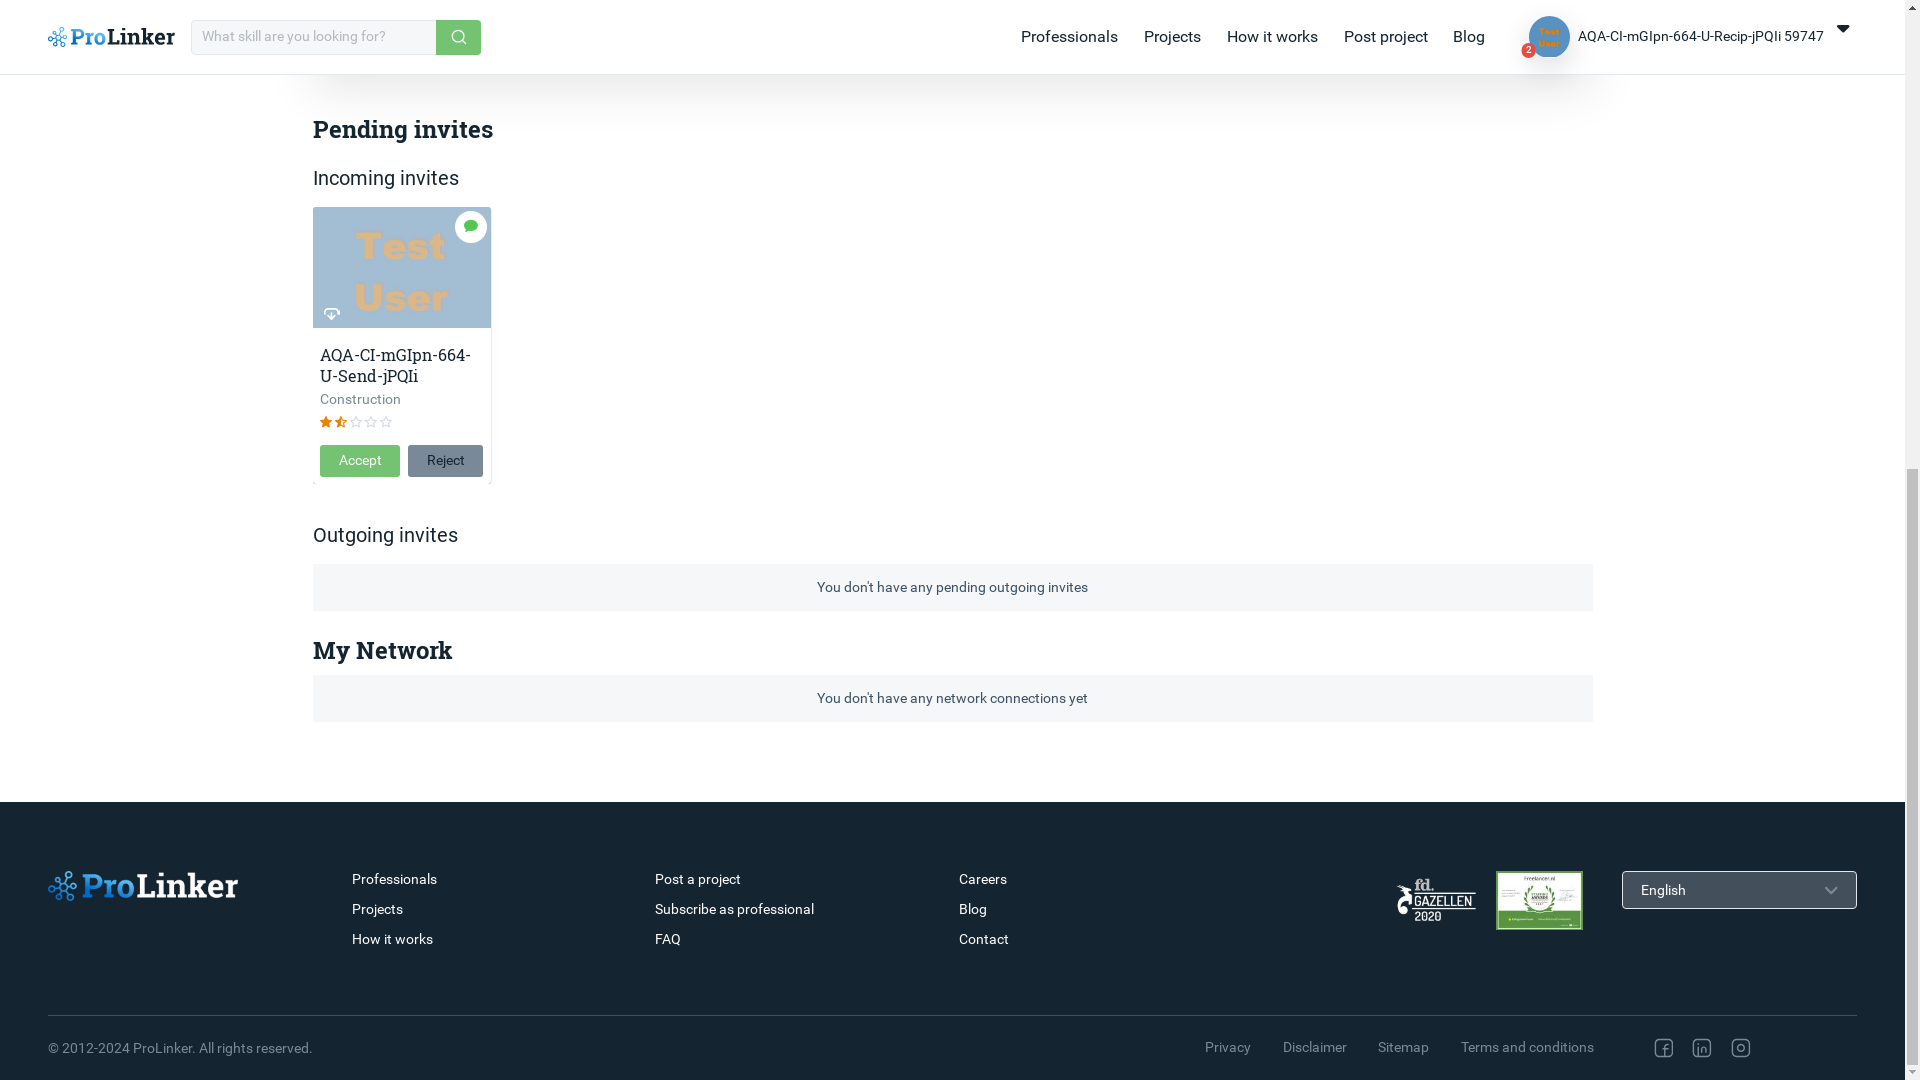 ProLinker
What skill are you looking for?
Professionals
Projects
How it works
Post project
Blog
Test
User
2
AQA-CI-mGIpn-664-U-Recip-jPQIi 59747
Pending invites
Incoming invites
Test
User
AQA-CI-mGIpn-664-
U-Send-jPQIi
Construction
Accept
Reject
Outgoing invites
You don't have any pending outgoing invites
My Network
You don't have any network connections yet
ProLinker
Professionals
Projects
How it works
Post a project
Subscribe as professional
FAQ
Careers
Blog
Contact
fd.
GAZELLEN
2020
Freelancer.nl
English
© 2012-2024 ProLinker. All rights reserved.
Privacy
Disclaimer
Sitemap
Terms and conditions